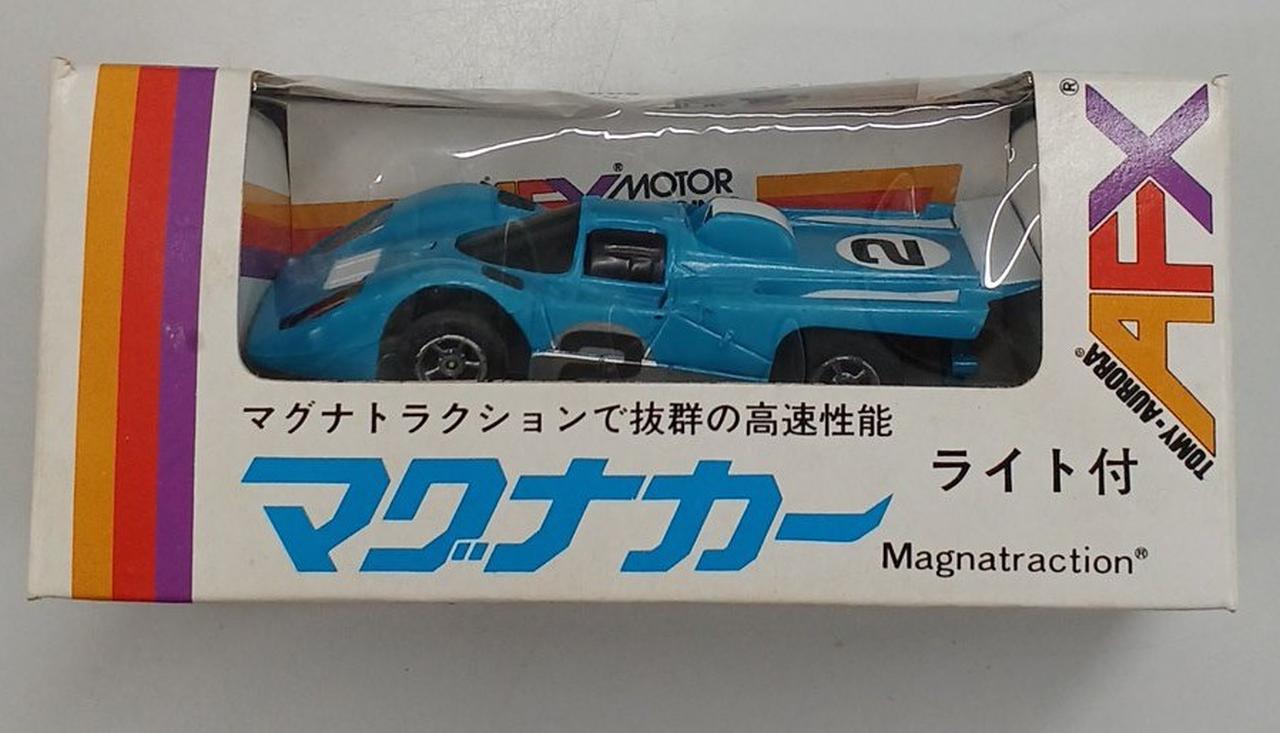 AFX MOTOR
2
AFX®
TOMY-AURORA®
マグナトラクションで抜群の高速性能
マグナカー
ライト付
Magnatraction®